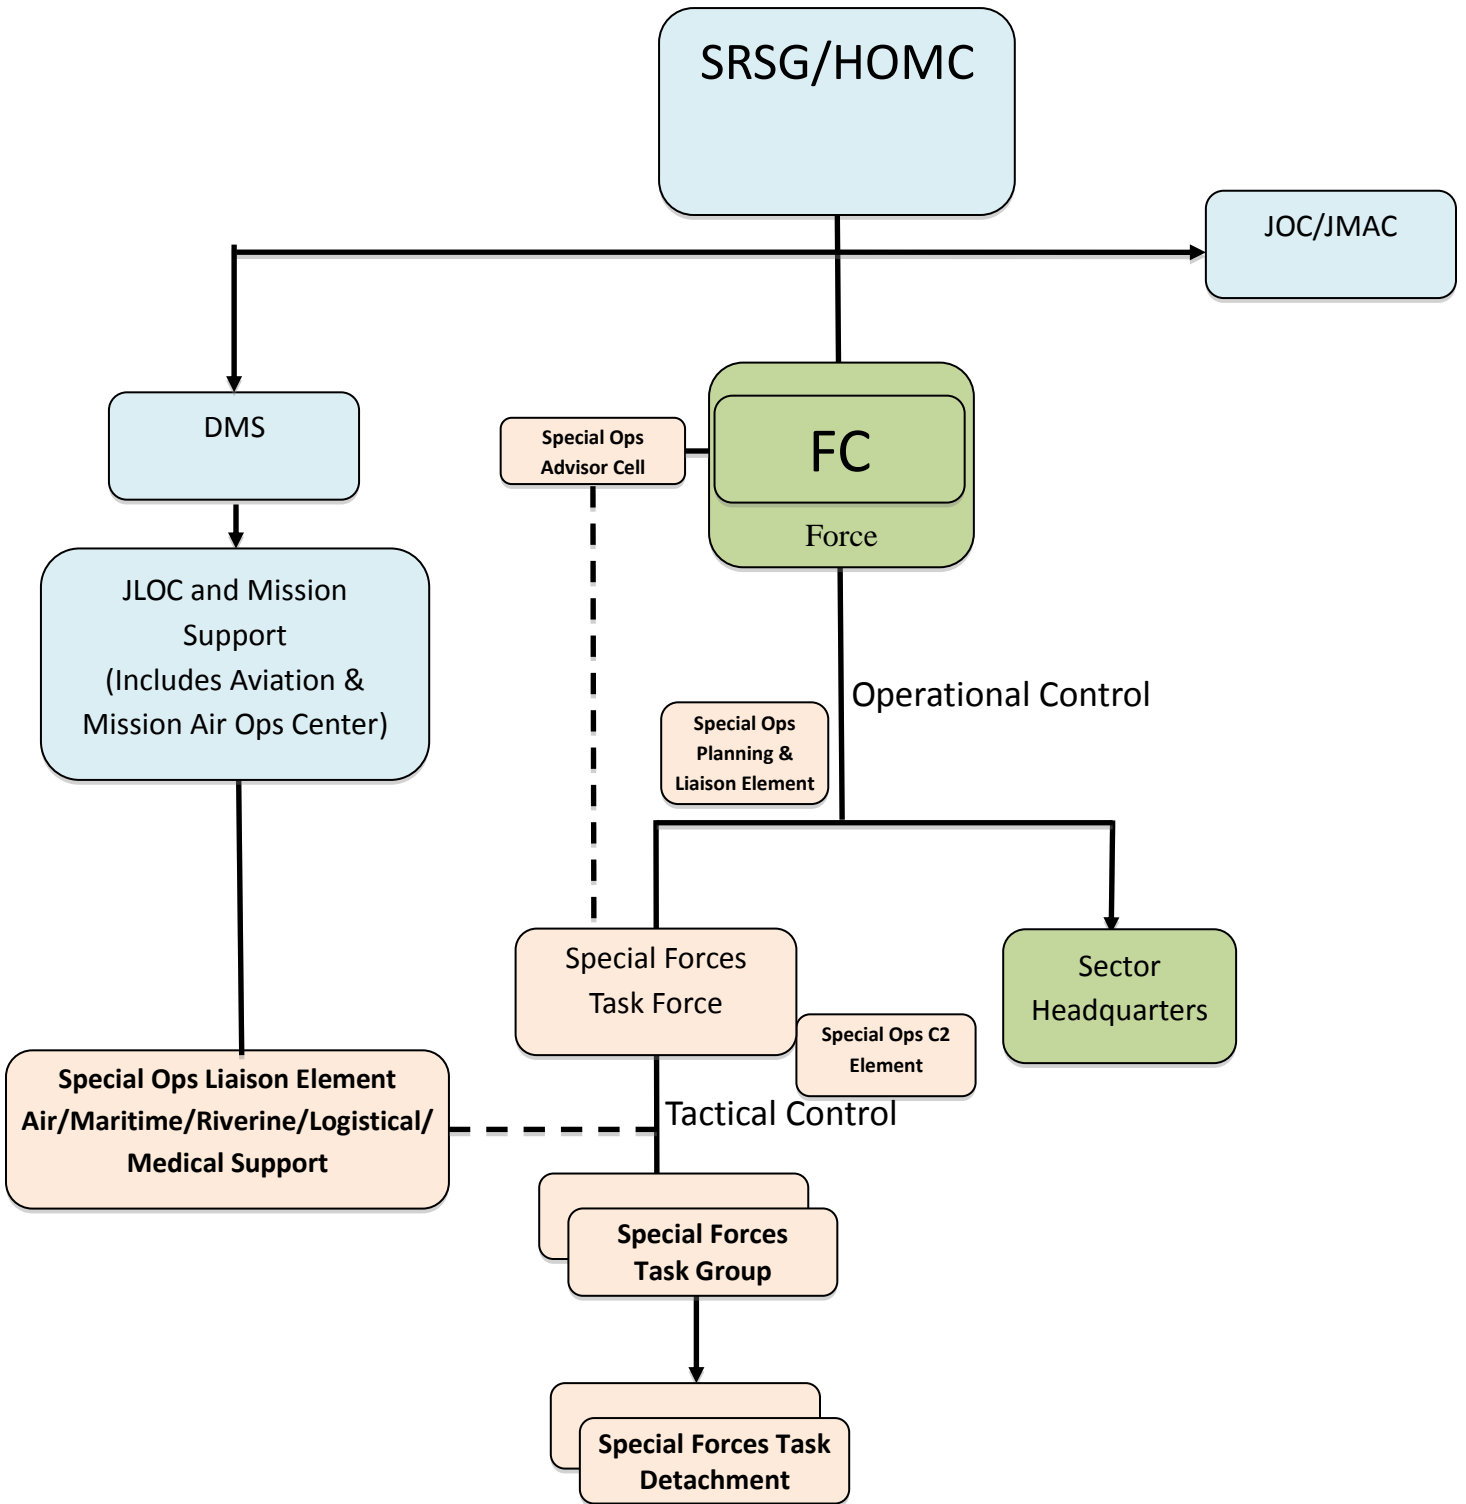 SRSG/HOMC
JOC/JMAC
DMS
Special Ops
Advisor Cell
FC
Force
JLOC and Mission
Support
(Includes Aviation &
Mission Air Ops Center)
Operational Control
Special Ops
Planning &
Liaison Element
Special Forces
Task Force
Sector
Headquarters
Special Ops C2
Element
Special Ops Liaison Element
Air/Maritime/Riverine/Logistical/
Medical Support
Tactical Control
Special Forces
Task Group
Special Forces Task
Detachment